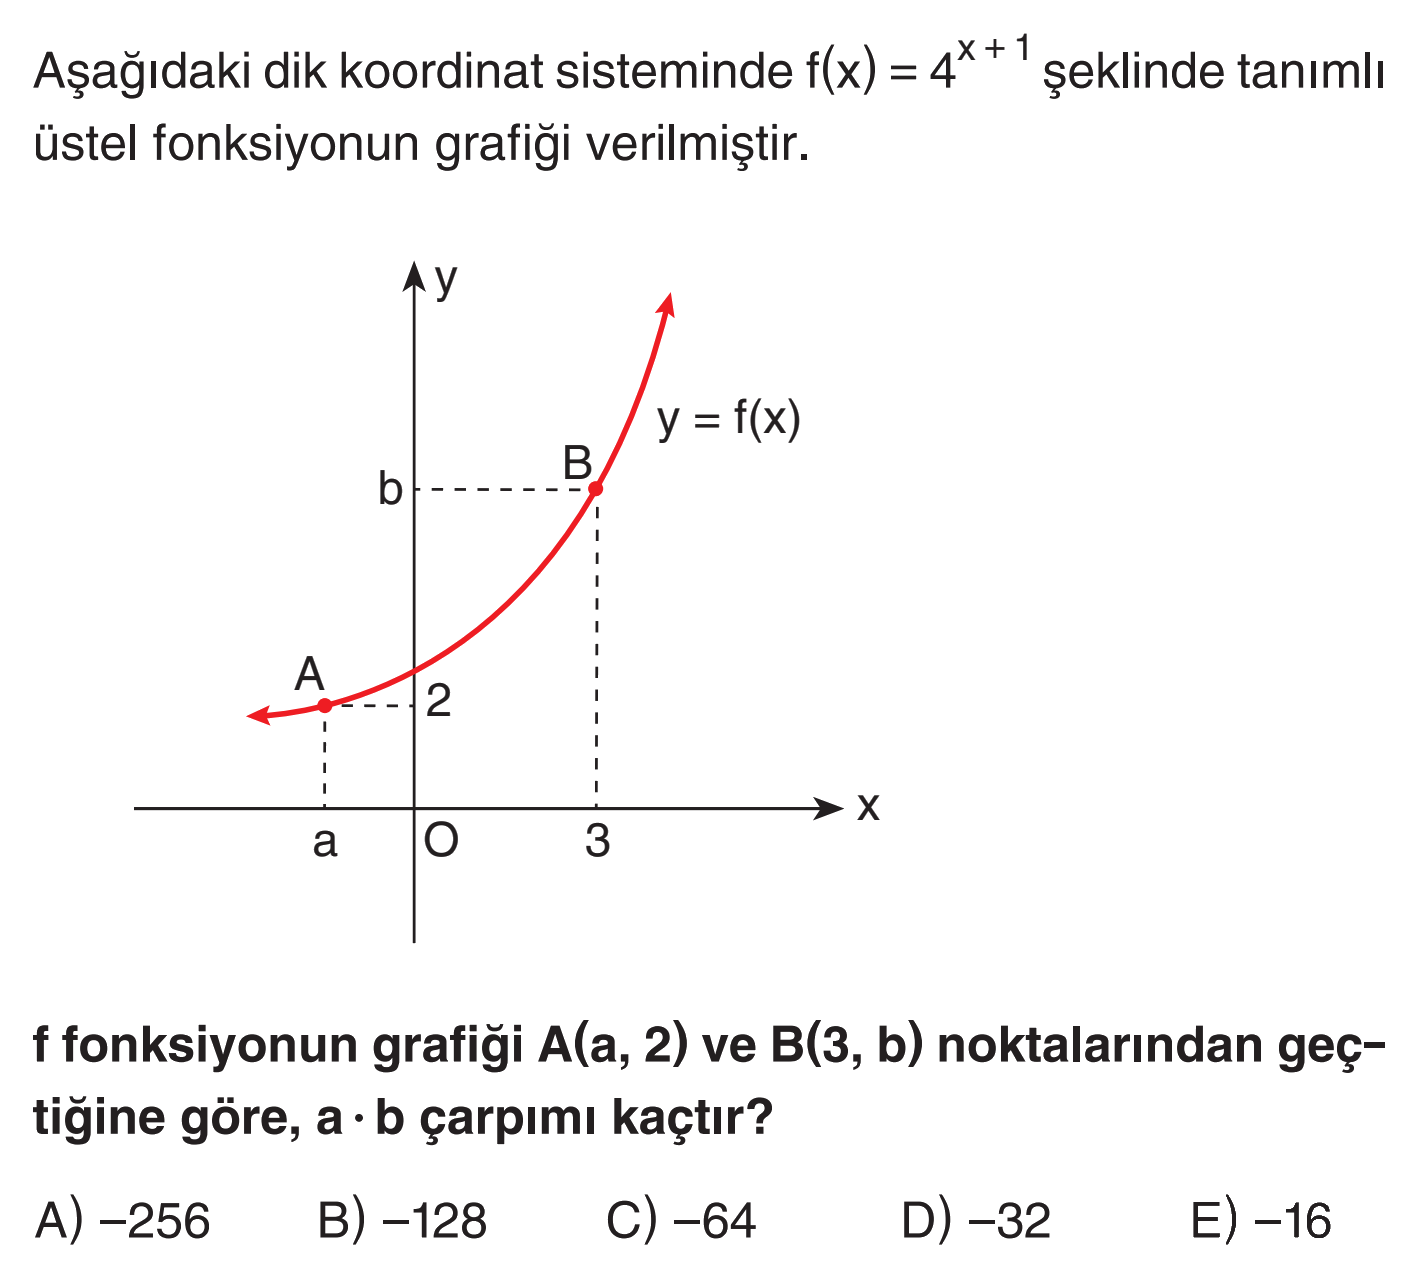 Aşağıdaki dik koordinat sisteminde f(x) = 4^{x + 1} şeklinde tanımlı
üstel fonksiyonun grafiği verilmiştir.
y
y = f(x)
B
b
A
2
x
a O 3
f fonksiyonun grafiği A(a, 2) ve B(3, b) noktalarından geç–
tiğine göre, a · b çarpımı kaçtır?
A) –256 B) –128 C) –64 D) –32 E) –16